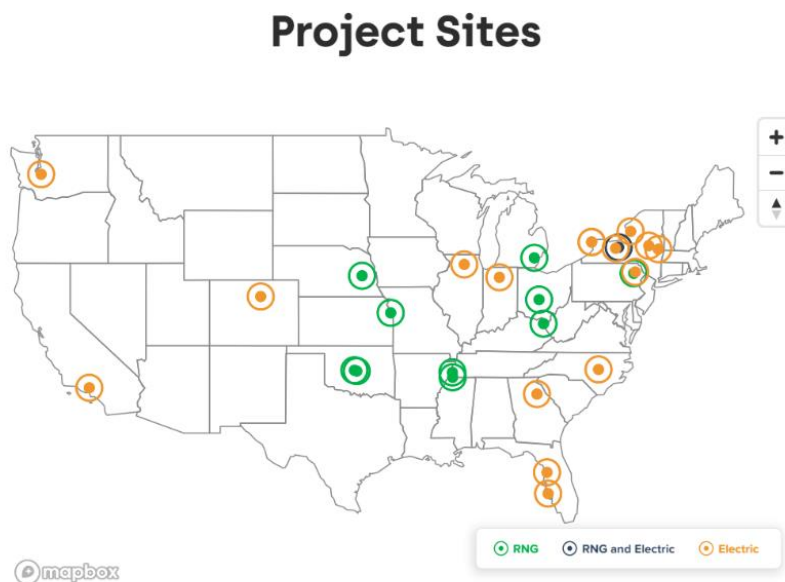 Project Sites
+
−
RNG
RNG and Electric
Electric
mapbox